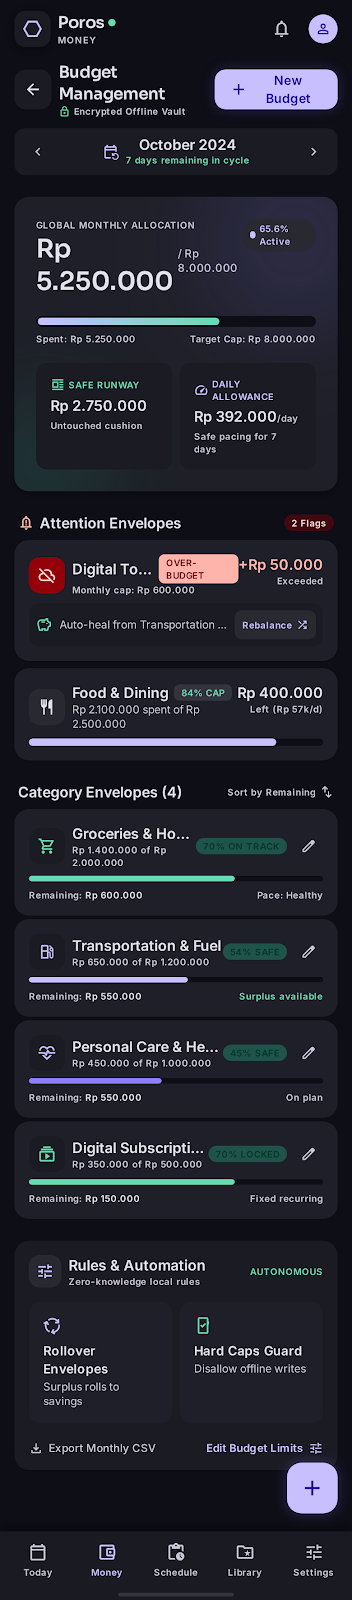 Poros
MONEY
Budget
Management
Encrypted Offline Vault
New
Budget
October 2024
7 days remaining in cycle
GLOBAL MONTHLY ALLOCATION
Rp
5.250.000
/ Rp
8.000.000
65.6%
Active
Spent: Rp 5.250.000
Target Cap: Rp 8.000.000
SAFE RUNWAY
Rp 2.750.000
Untouched cushion
DAILY
ALLOWANCE
Rp 392.000/day
Safe pacing for 7
days
Attention Envelopes
2 Flags
Digital To...
OVER-
BUDGET
+Rp 50.000
Monthly cap: Rp 600.000
Exceeded
Auto-heal from Transportation ...
Rebalance
Food & Dining
84% CAP
Rp 400.000
Rp 2.100.000 spent of Rp
2.500.000
Left (Rp 57k/d)
Category Envelopes (4)
Sort by Remaining
Groceries & Ho...
Rp 1.400.000 of Rp
2.000.000
70% ON TRACK
Remaining: Rp 600.000
Pace: Healthy
Transportation & Fuel
54% SAFE
Rp 650.000 of Rp 1.200.000
Remaining: Rp 550.000
Surplus available
Personal Care & He...
45% SAFE
Rp 450.000 of Rp 1.000.000
Remaining: Rp 550.000
On plan
Digital Subscripti...
70% LOCKED
Rp 350.000 of Rp 500.000
Remaining: Rp 150.000
Fixed recurring
Rules & Automation
Zero-knowledge local rules
AUTONOMOUS
Rollover
Envelopes
Surplus rolls to
savings
Hard Caps Guard
Disallow offline writes
Export Monthly CSV
Edit Budget Limits
Today
Money
Schedule
Library
Settings